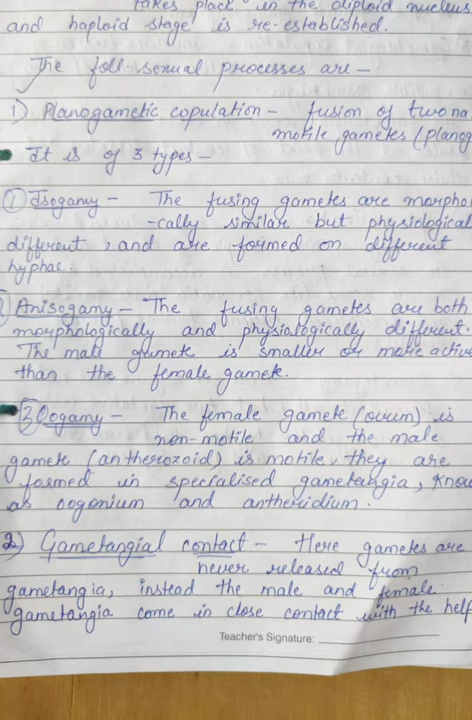 takes place in the diploid nucleus
and haploid stage is re-established.
The foll. sexual processes are -
1) Planogametic copulation - fusion of two na
motile gametes (planog
It is of 3 types -
① Isogamy - The fusing gametes are morpho
-cally similar but physiological
different, and are formed on different
hyphae.
Anisogamy - The fusing gametes are both
morphologically and physiologically different.
The male gamete is smaller or more active
than the female gamete.
③ Oogamy - The female gamete (ovum) is
non-motile and the male
gamete (antherozoid) is motile, they are
formed in specialised gametangia, know
as oogonium and antheridium.
2) Gametangial contact - Here gametes are
never released from
gametangia, instead the male and female
gametangia come in close contact with the help
Teacher's Signature: